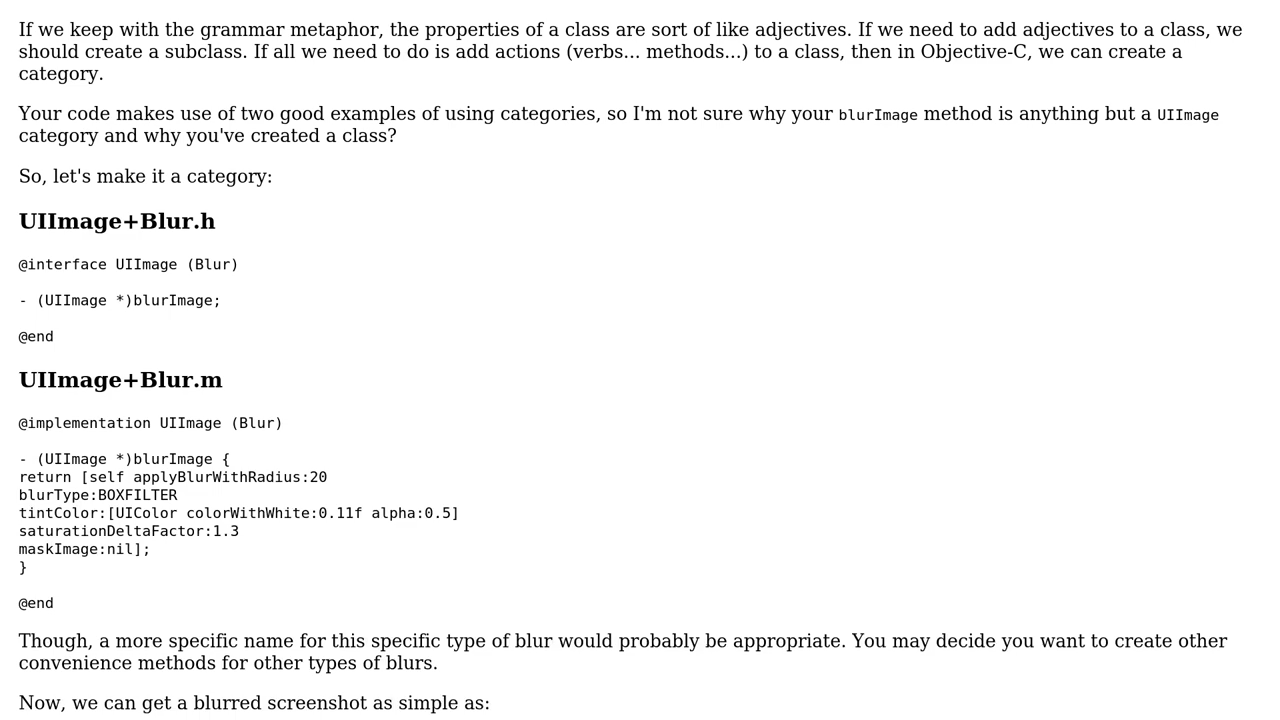 If we keep with the grammar metaphor, the properties of a class are sort of like adjectives. If we need to add adjectives to a class, we
should create a subclass. If all we need to do is add actions (verbs... methods...) to a class, then in Objective-C, we can create a
category.
Your code makes use of two good examples of using categories, so I'm not sure why your blurImage method is anything but a UIImage
category and why you've created a class?
So, let's make it a category:
UIImage+Blur.h
@interface UIImage (Blur)
- (UIImage *)blurImage;
@end
UIImage+Blur.m
@implementation UIImage (Blur)
- (UIImage *)blurImage {
return [self applyBlurWithRadius:20
blurType:BOXFILTER
tintColor:[UIColor colorWithWhite:0.11f alpha:0.5]
saturationDeltaFactor:1.3
maskImage:nil];
}
@end
Though, a more specific name for this specific type of blur would probably be appropriate. You may decide you want to create other
convenience methods for other types of blurs.
Now, we can get a blurred screenshot as simple as: